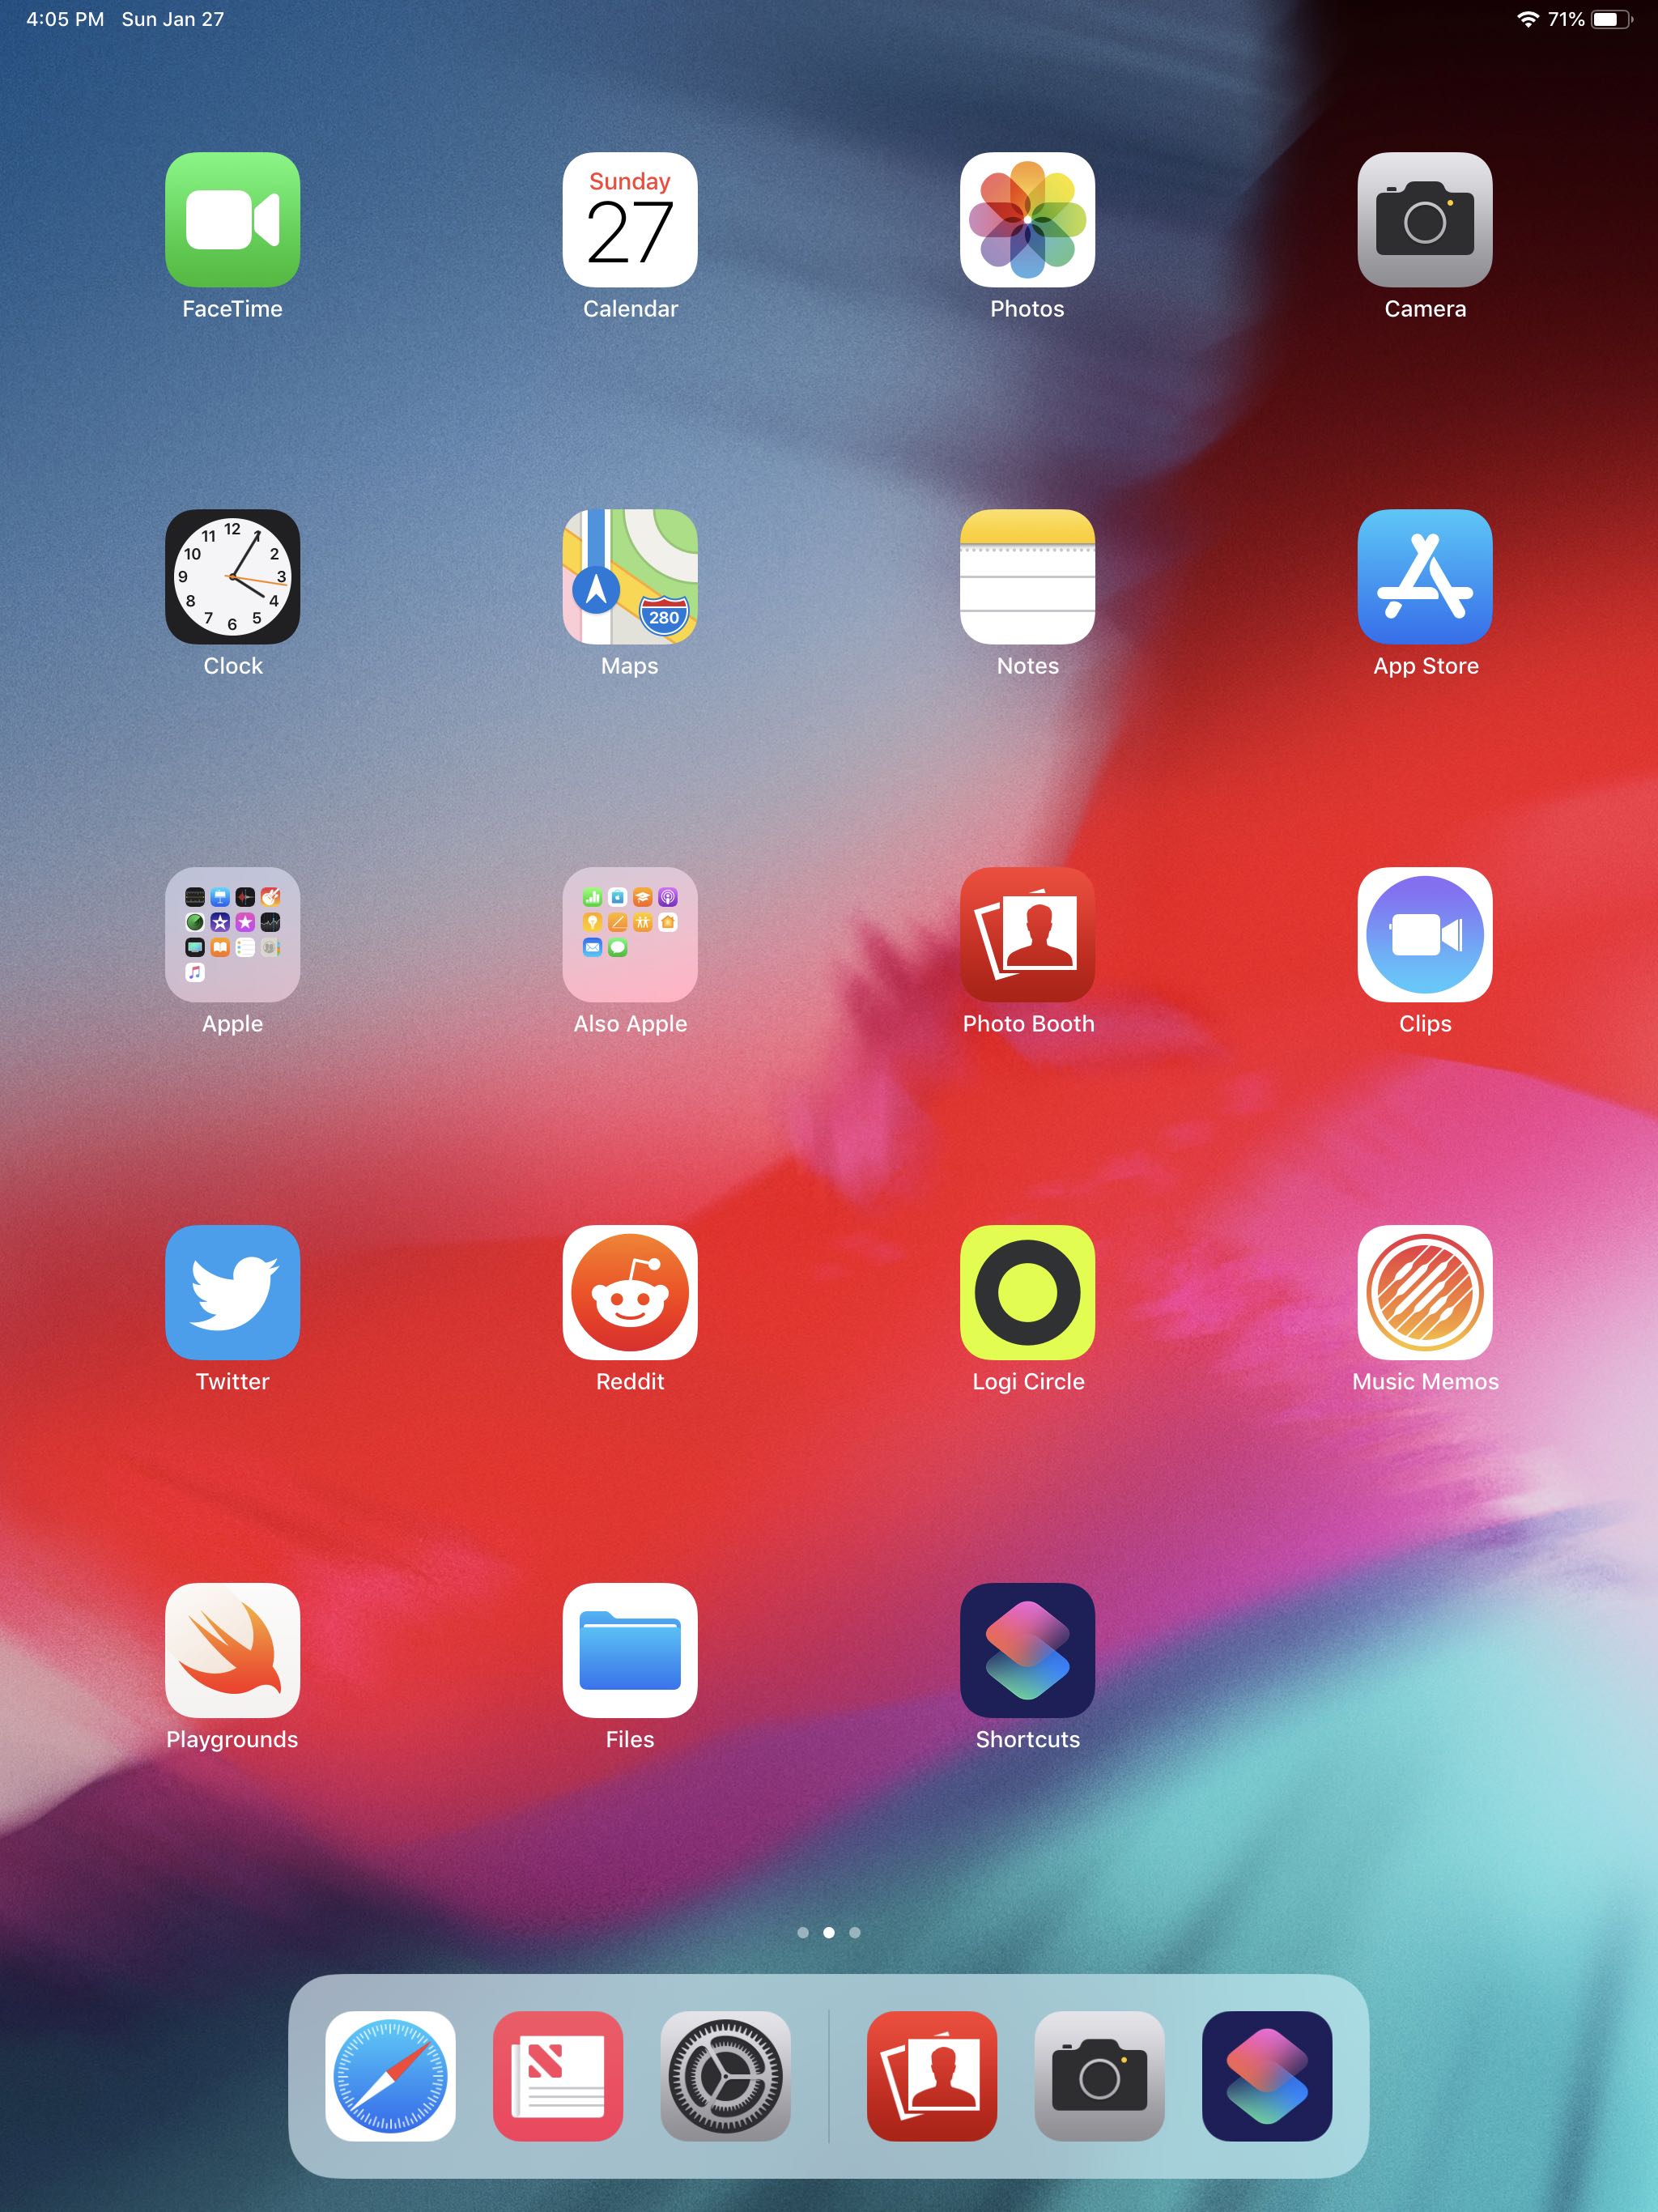 4:05 PM Sun Jan 27 71%
Sunday
27
FaceTime Calendar Photos Camera
12
11 1
10 2
9 3
8 4
7 5
6
280
Clock Maps Notes App Store
Apple Also Apple Photo Booth Clips
Twitter Reddit Logi Circle Music Memos
Playgrounds Files Shortcuts